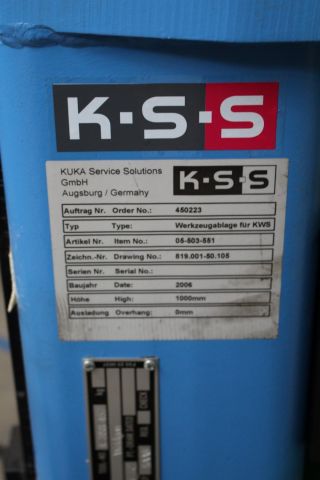 K·S·S
KUKA Service Solutions
GmbH
Augsburg / Germahy
K·S·S
Auftrag Nr. Order No.: 450223
Typ Type: Werkzeugablage für KWS
Artikel Nr. Item No.: 05-503-551
Zeichn.-Nr. Drawing No.: 819.001-50.105
Serien Nr. Serial No.:
Baujahr Date: 2006
Höhe High: 1000mm
Ausladung Overhang: 0mm